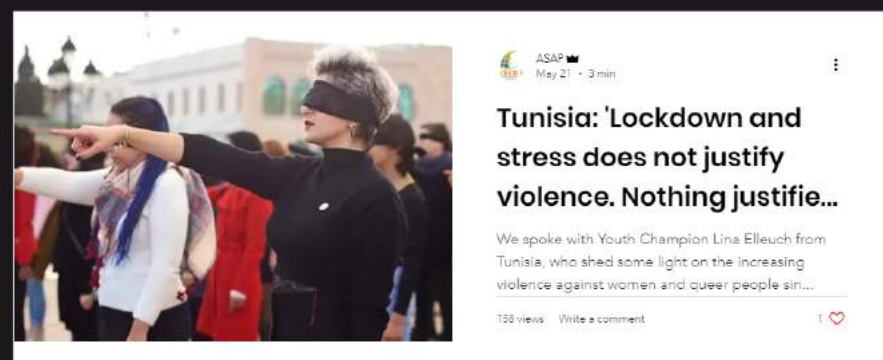 ASAP
May 21 · 3 min
Tunisia: 'Lockdown and
stress does not justify
violence. Nothing justifie...
We spoke with Youth Champion Lina Elleuch from
Tunisia, who shed some light on the increasing
violence against women and queer people sin...
158 views Write a comment 1